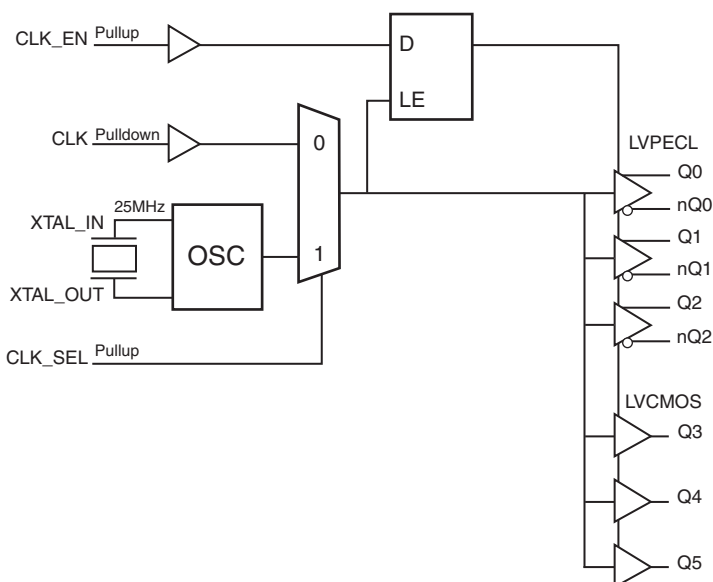 CLK_EN Pullup
D
LE
CLK Pulldown
0
LVPECL
Q0
nQ0
25MHz
XTAL_IN
OSC
1
Q1
nQ1
XTAL_OUT
Q2
nQ2
CLK_SEL Pullup
LVCMOS
Q3
Q4
Q5